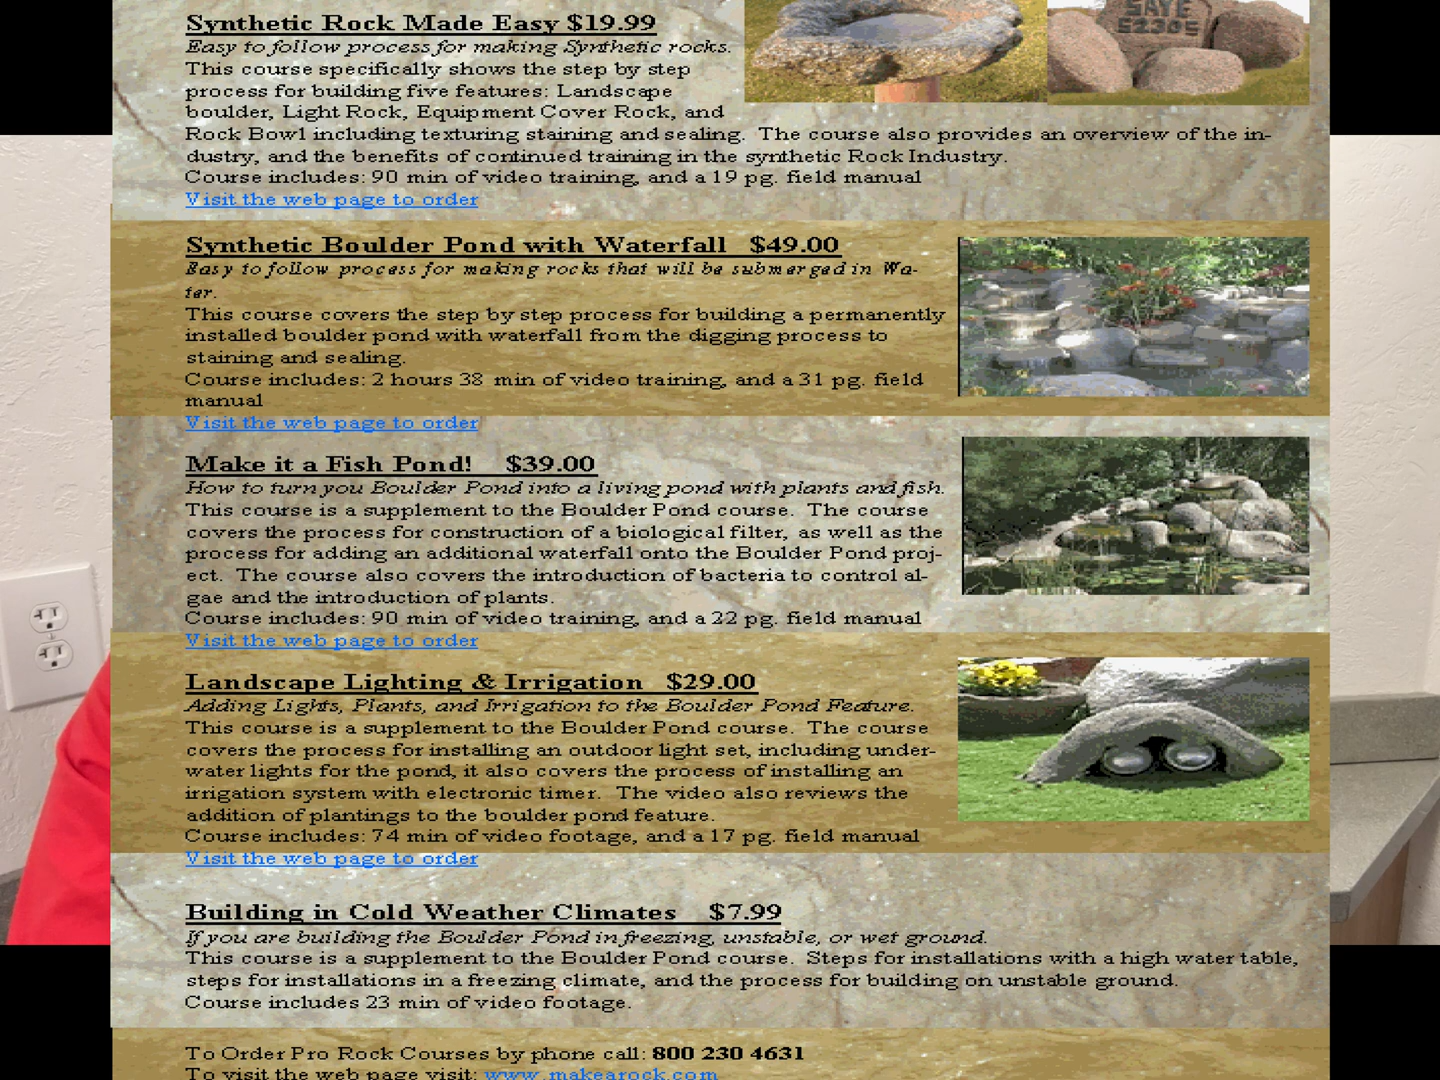 Synthetic Rock Made Easy $19.99
SAVE
52305
Easy to follow process for making Synthetic rocks.
This course specifically shows the step by step
process for building five features: Landscape
boulder, Light Rock, Equipment Cover Rock, and
Rock Bowl including texturing staining and sealing. The course also provides an overview of the in-
dustry, and the benefits of continued training in the synthetic Rock Industry.
Course includes: 90 min of video training, and a 19 pg. field manual
Visit the web page to order
Synthetic Boulder Pond with Waterfall $49.00
Easy to follow process for making rocks that will be submerged in Wa-
ter.
This course covers the step by step process for building a permanently
installed boulder pond with waterfall from the digging process to
staining and sealing.
Course includes: 2 hours 38 min of video training, and a 31 pg. field
manual
Visit the web page to order
Make it a Fish Pond! $39.00
How to turn you Boulder Pond into a living pond with plants and fish.
This course is a supplement to the Boulder Pond course. The course
covers the process for construction of a biological filter, as well as the
process for adding an additional waterfall onto the Boulder Pond proj-
ect. The course also covers the introduction of bacteria to control al-
gae and the introduction of plants.
Course includes: 90 min of video training, and a 22 pg. field manual
Visit the web page to order
Landscape Lighting & Irrigation $29.00
Adding Lights, Plants, and Irrigation to the Boulder Pond Feature.
This course is a supplement to the Boulder Pond course. The course
covers the process for installing an outdoor light set, including under-
water lights for the pond, it also covers the process of installing an
irrigation system with electronic timer. The video also reviews the
addition of plantings to the boulder pond feature.
Course includes: 74 min of video footage, and a 17 pg. field manual
Visit the web page to order
Building in Cold Weather Climates $7.99
If you are building the Boulder Pond in freezing, unstable, or wet ground.
This course is a supplement to the Boulder Pond course. Steps for installations with a high water table,
steps for installations in a freezing climate, and the process for building on unstable ground.
Course includes 23 min of video footage.
To Order Pro Rock Courses by phone call: 800 230 4631
To visit the web page visit: www.makearock.com